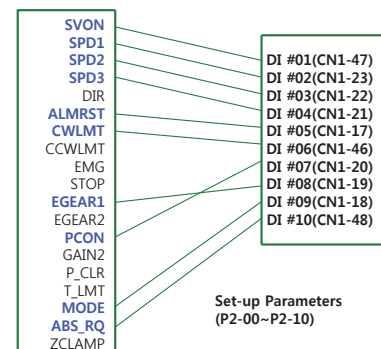 SVON
SPD1
SPD2
SPD3
DIR
ALMRST
CWLMT
CCWLMT
EMG
STOP
EGEAR1
EGEAR2
PCON
GAIN2
P_CLR
T_LMT
MODE
ABS_RQ
ZCLAMP
DI #01(CN1-47)
DI #02(CN1-23)
DI #03(CN1-22)
DI #04(CN1-21)
DI #05(CN1-17)
DI #06(CN1-46)
DI #07(CN1-20)
DI #08(CN1-19)
DI #09(CN1-18)
DI #10(CN1-48)
Set-up Parameters
(P2-00~P2-10)